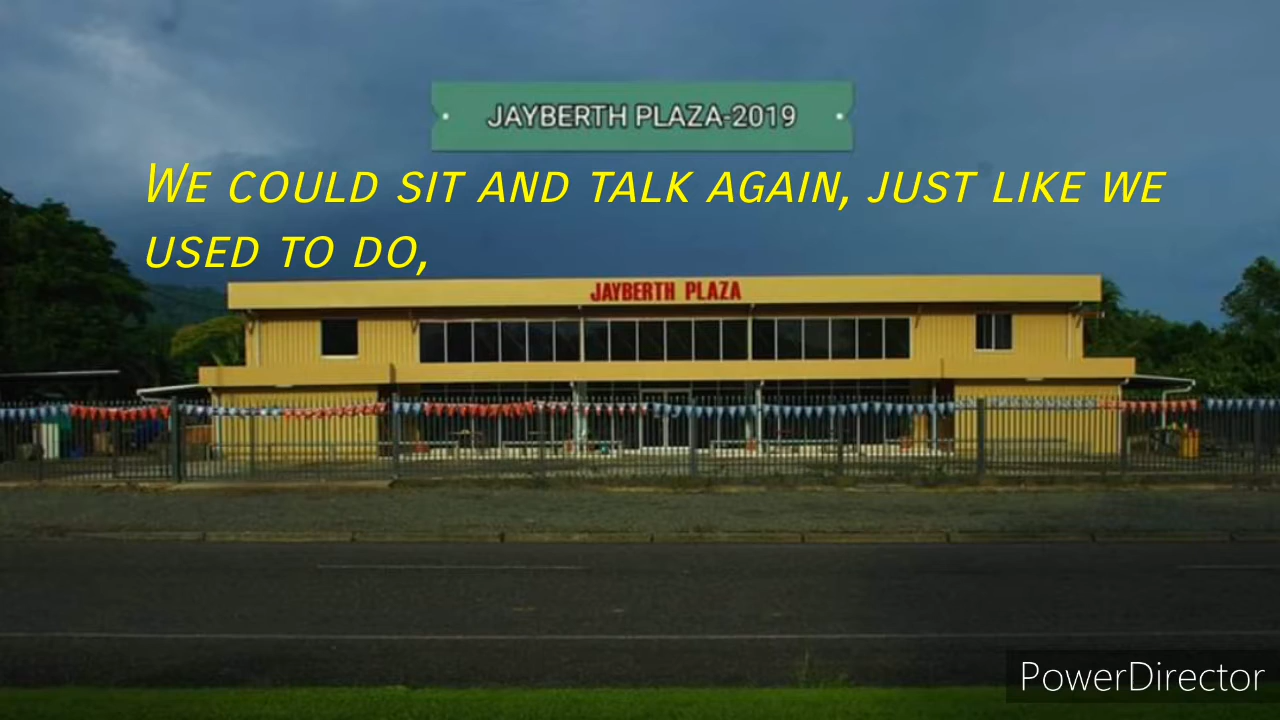 JAYBERTH PLAZA-2019
WE COULD SIT AND TALK AGAIN, JUST LIKE WE
USED TO DO,
JAYBERTH PLAZA
PowerDirector